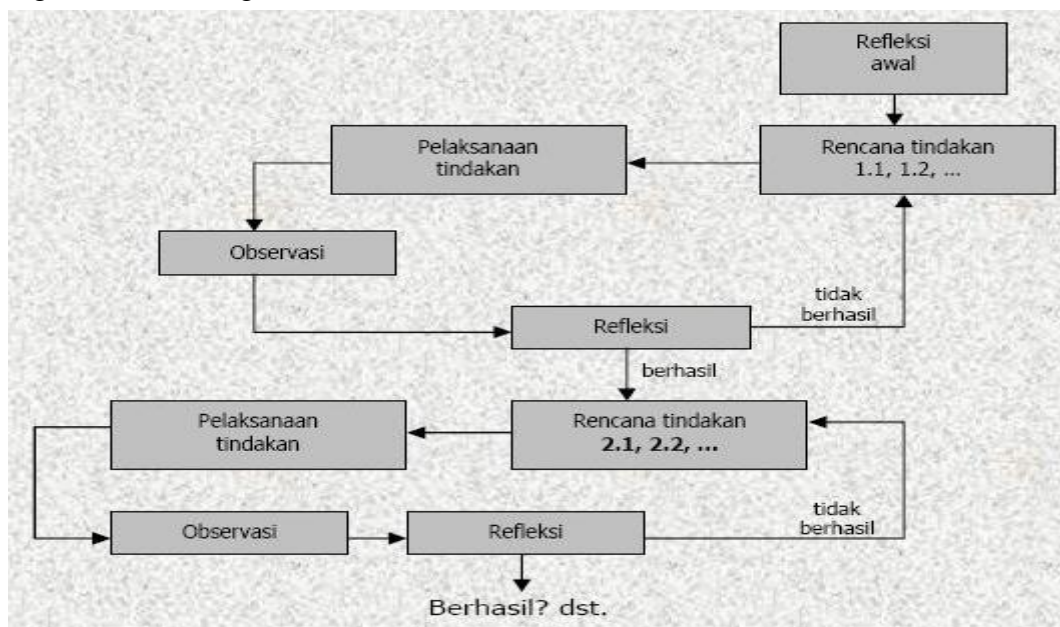 Refleksi
awal
Pelaksanaan
tindakan
Rencana tindakan
1.1, 1.2, ...
Observasi
Refleksi
tidak
berhasil
berhasil
Pelaksanaan
tindakan
Rencana tindakan
2.1, 2.2, ...
Observasi
Refleksi
tidak
berhasil
Berhasil? dst.